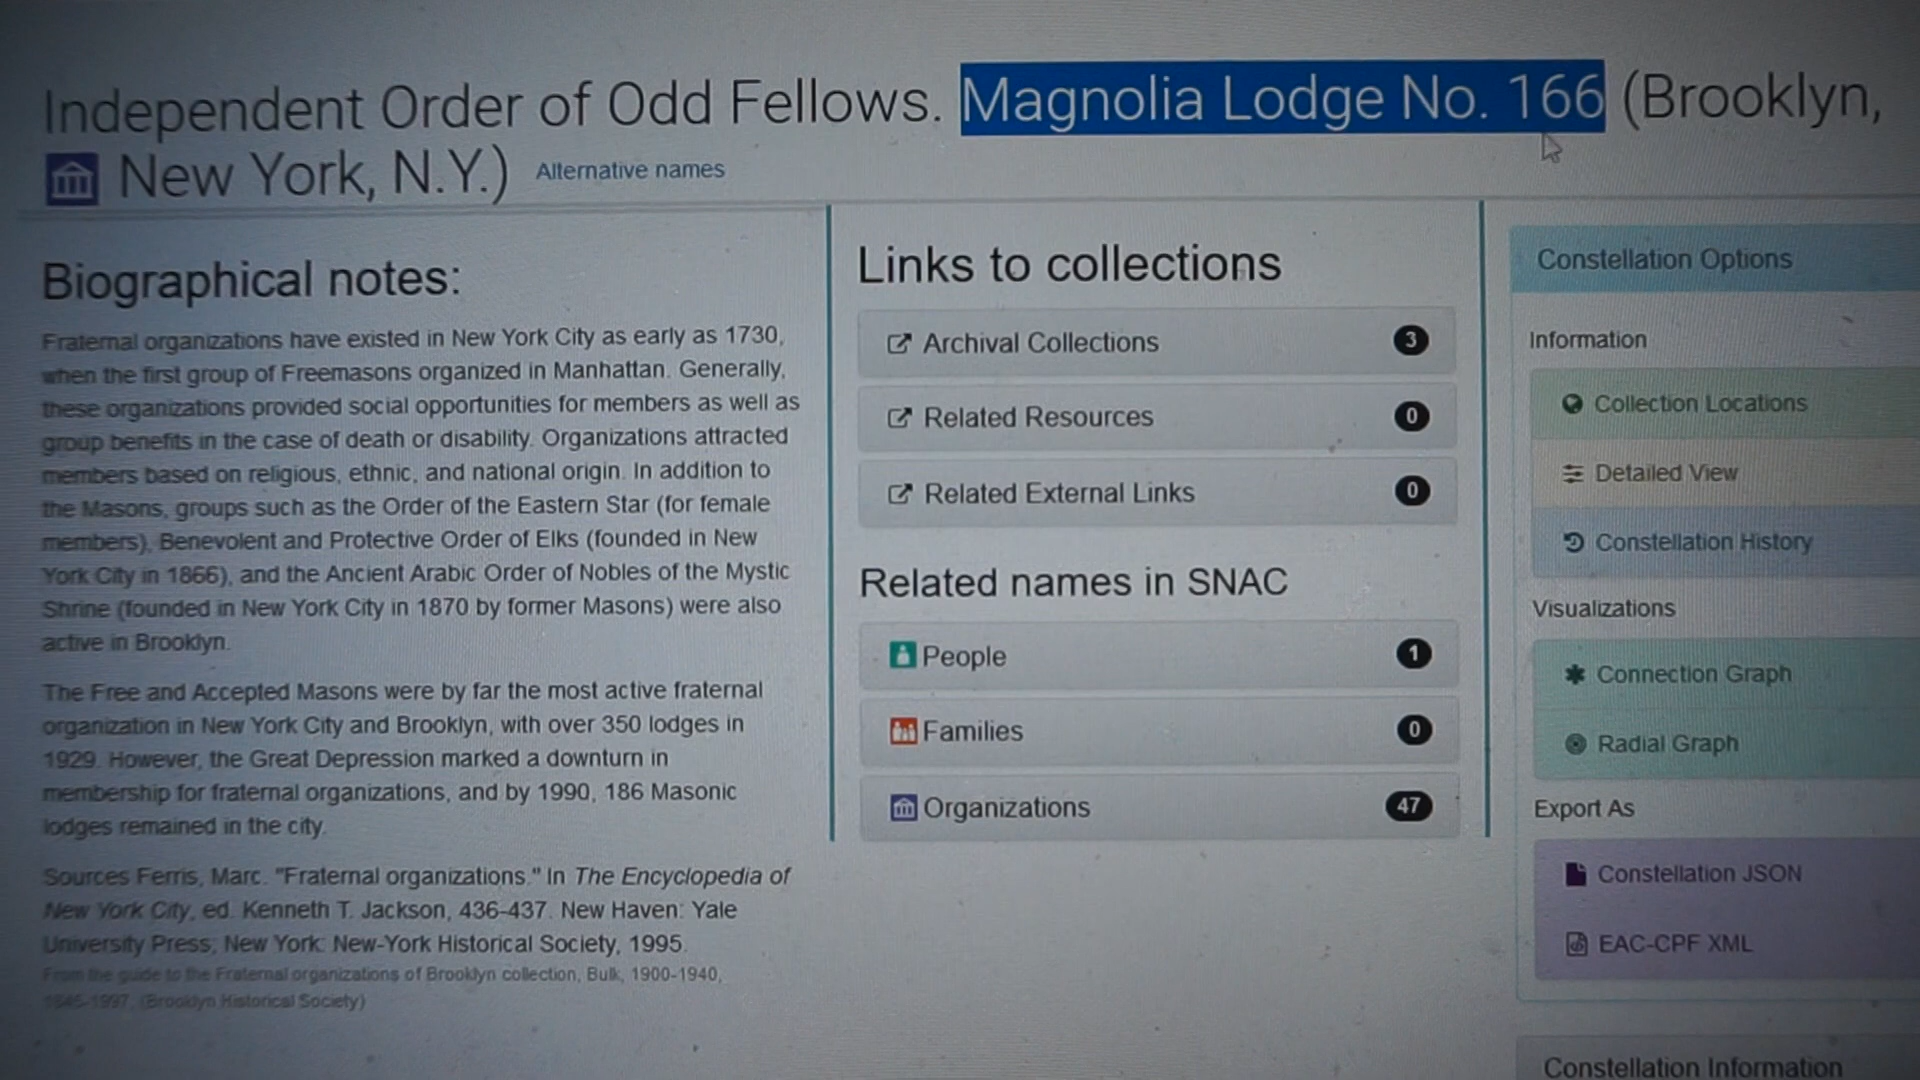 Independent Order of Odd Fellows. Magnolia Lodge No. 166 (Brooklyn,
New York, N.Y.) Alternative names
Biographical notes:
Fraternal organizations have existed in New York City as early as 1730,
when the first group of Freemasons organized in Manhattan. Generally,
these organizations provided social opportunities for members as well as
group benefits in the case of death or disability. Organizations attracted
members based on religious, ethnic, and national origin. In addition to
the Masons, groups such as the Order of the Eastern Star (for female
members), Benevolent and Protective Order of Elks (founded in New
York City in 1866), and the Ancient Arabic Order of Nobles of the Mystic
Shrine (founded in New York City in 1870 by former Masons) were also
active in Brooklyn.
The Free and Accepted Masons were by far the most active fraternal
organization in New York City and Brooklyn, with over 350 lodges in
1929. However, the Great Depression marked a downturn in
membership for fraternal organizations, and by 1990, 186 Masonic
lodges remained in the city.
Sources Ferris, Marc. "Fraternal organizations." In The Encyclopedia of
New York City, ed. Kenneth T. Jackson, 436-437. New Haven: Yale
University Press; New York: New-York Historical Society, 1995.
From the guide to the Fraternal organizations of Brooklyn collection, Bulk, 1900-1940,
1845-1997, (Brooklyn Historical Society)
Links to collections
Archival Collections 3
Related Resources 0
Related External Links 0
Related names in SNAC
People 1
Families 0
Organizations 47
Constellation Options
Information
Collection Locations
Detailed View
Constellation History
Visualizations
Connection Graph
Radial Graph
Export As
Constellation JSON
EAC-CPF XML
Constellation Information